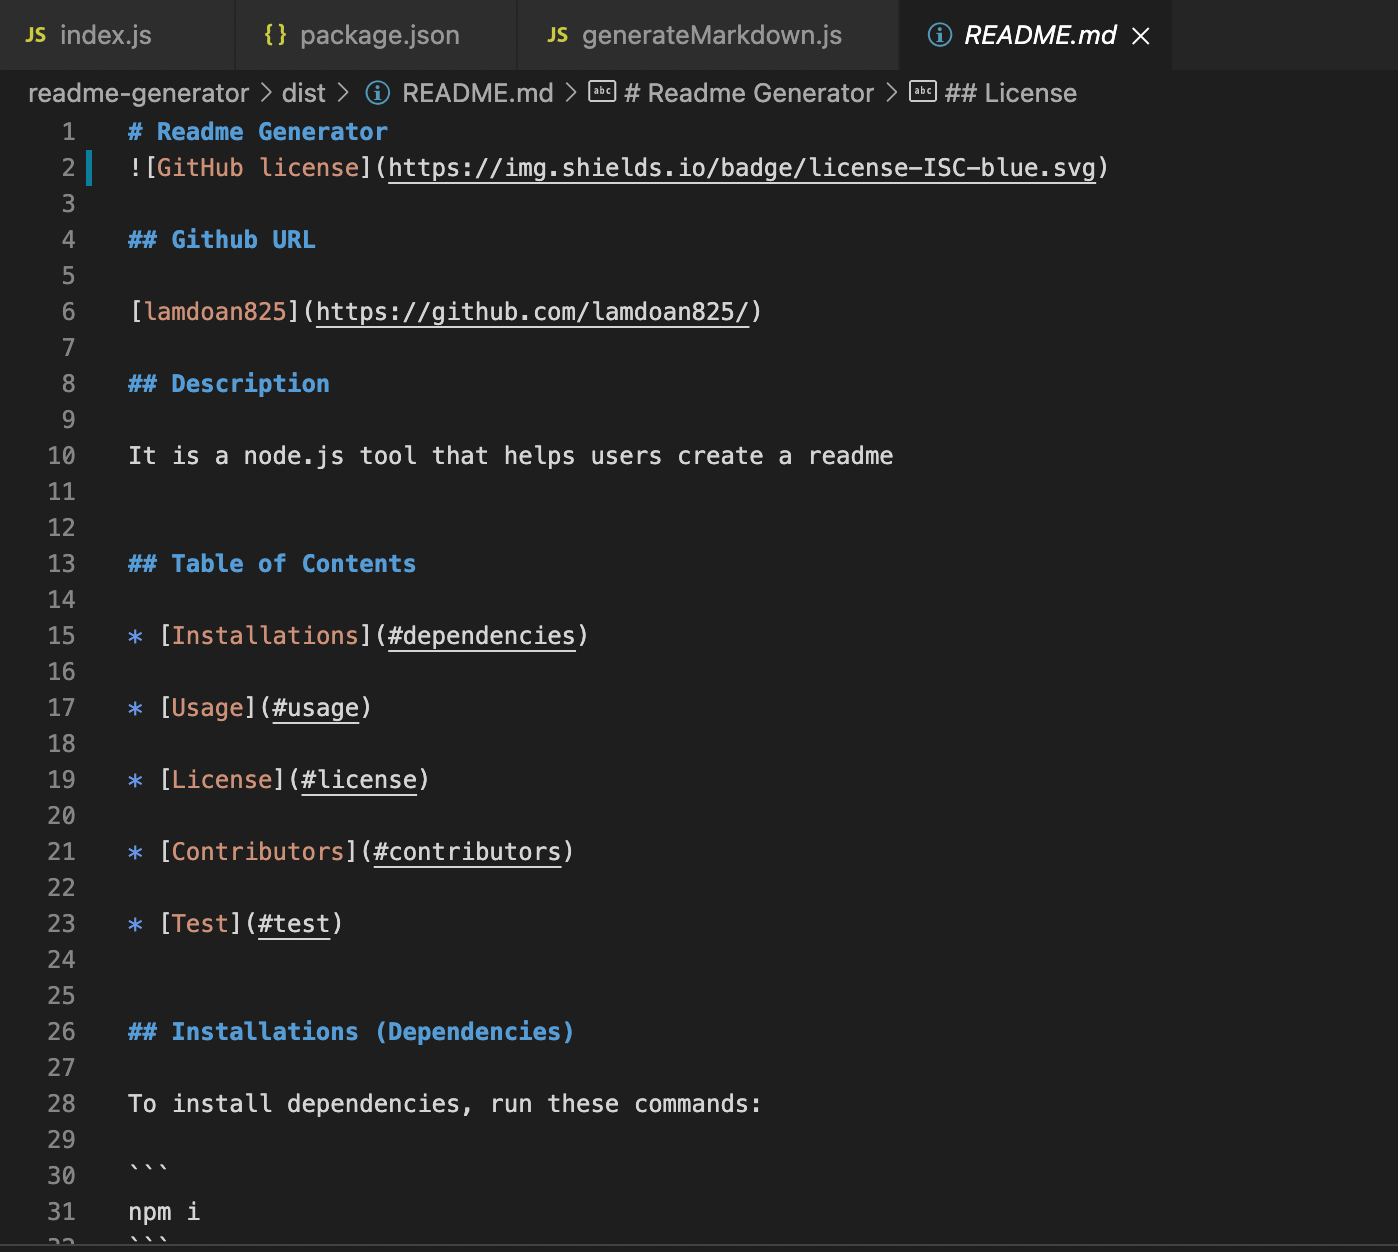 JS index.js {} package.json JS generateMarkdown.js README.md
readme-generator > dist > README.md > abc # Readme Generator > abc ## License
1 # Readme Generator
2 ![GitHub license](https://img.shields.io/badge/license-ISC-blue.svg)
3
4 ## Github URL
5
6 [lamdoan825](https://github.com/lamdoan825/)
7
8 ## Description
9
10 It is a node.js tool that helps users create a readme
11
12
13 ## Table of Contents
14
15 * [Installations](#dependencies)
16
17 * [Usage](#usage)
18
19 * [License](#license)
20
21 * [Contributors](#contributors)
22
23 * [Test](#test)
24
25
26 ## Installations (Dependencies)
27
28 To install dependencies, run these commands:
29
30 ```
31 npm i
32 ```